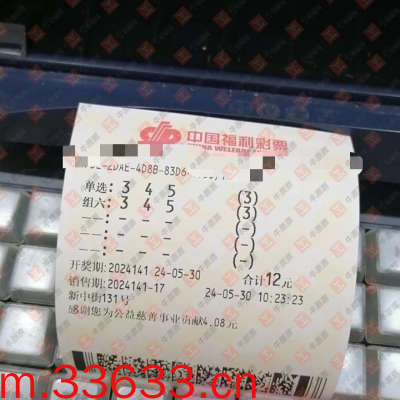 中国福利彩票
CHINA WELFARE
2DAE-4D8B-83D6
单选: 3 4 5 (3)
组六: 3 4 5 (3)
-- -- -- (-)
-- -- -- (-)
-- -- -- (-)
开奖期:2024141 24-05-30 合计12元
销售期:2024141-17 24-05-30 10:23:23
新中街131号
感谢您为公益慈善事业贡献4.08元
m.33633.cn